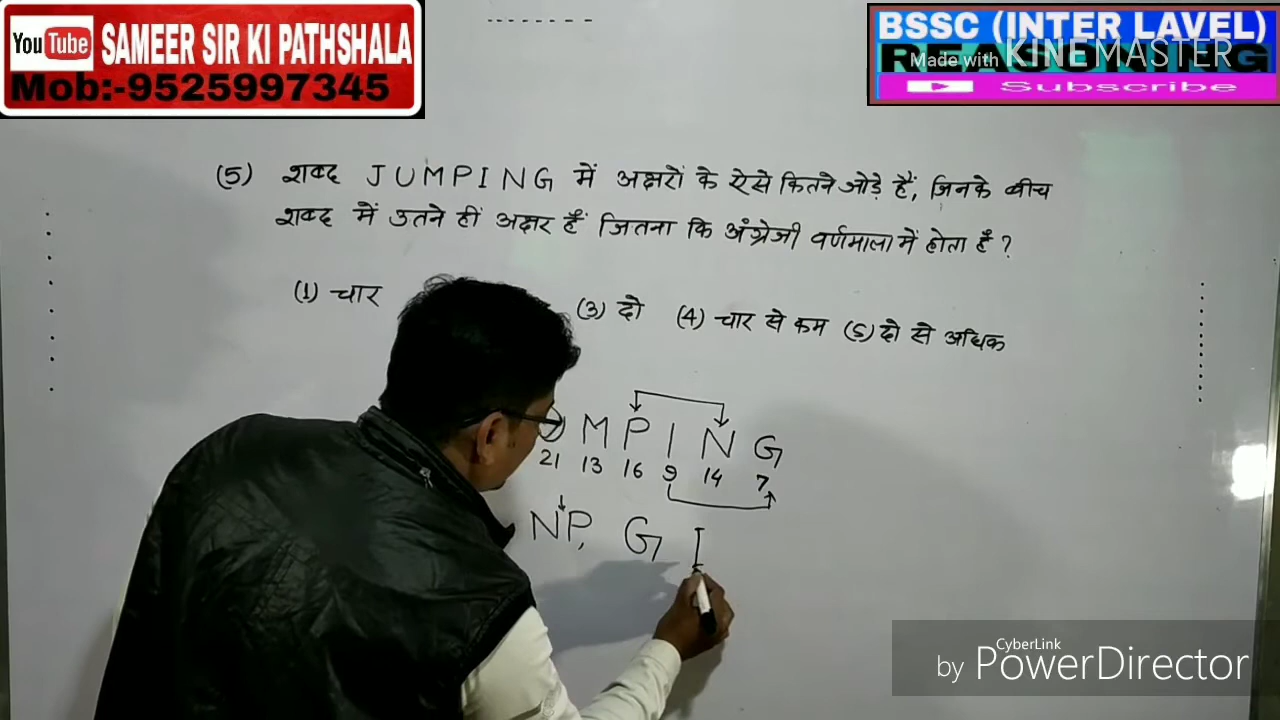 YouTube SAMEER SIR KI PATHSHALA
Mob:-9525997345
BSSC (INTER LAVEL)
REASONING
Made with KINEMASTER
Subscribe
(5) शब्द JUMPING में अक्षरों के ऐसे कितने जोड़े हैं, जिनके बीच
शब्द में उतने हीं अक्षर हैं जितना कि अंग्रेजी वर्णमाला में होता हैं ?
(1) चार (3) दो (4) चार से कम (5) दो से अधिक
M P I N G
21 13 16 9 14 7
NP, G I
CyberLink
by PowerDirector